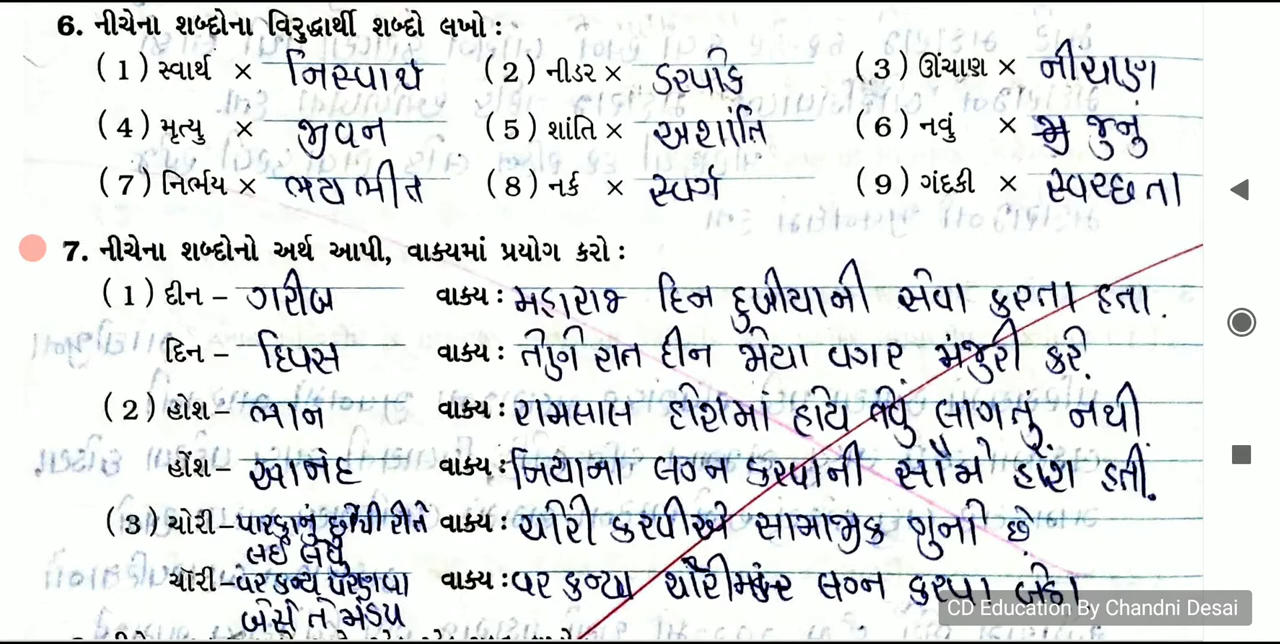 6. નીચેના શબ્દોના વિરુદ્ધાર્થી શબ્દો લખો :
(1) સ્વાર્થ × નિસ્વાર્થ (2) નીડર × ડરપોક (3) ઊંચાણ × નીચાણ
(4) મૃત્યુ × જીવન (5) શાંતિ × અશાંતિ (6) નવું × જુનું
(7) નિર્ભય × ભયભીત (8) નર્ક × સ્વર્ગ (9) ગંદકી × સ્વચ્છતા
7. નીચેના શબ્દોનો અર્થ આપી, વાક્યમાં પ્રયોગ કરો :
(1) દીન - ગરીબ વાક્ય : મહારાજ દિન દુખીયાની સેવા કરતા હતા.
દિન - દિવસ વાક્ય : રાત દીન વગર મંજુરી કરી.
(2) હોશ - ભાન વાક્ય : રામલાલ હોશમાં હોય તેવું લાગતું નથી
હોંશ - આનંદ વાક્ય : લગ્ન કરવાની સૌને હોંશ હતી.
(3) ચોરી - પારકાનું છૂપી રીતે વાક્ય : ચોરી કરવી એ સામાજીક ગુનો છે.
લઈ લેવું
ચૉરી - વર કન્યા પરણવા વાક્ય : વર કન્યા ચૉરીમાં લગ્ન કરવા બેઠા
બેસે તે મંડપ
CD Education By Chandni Desai